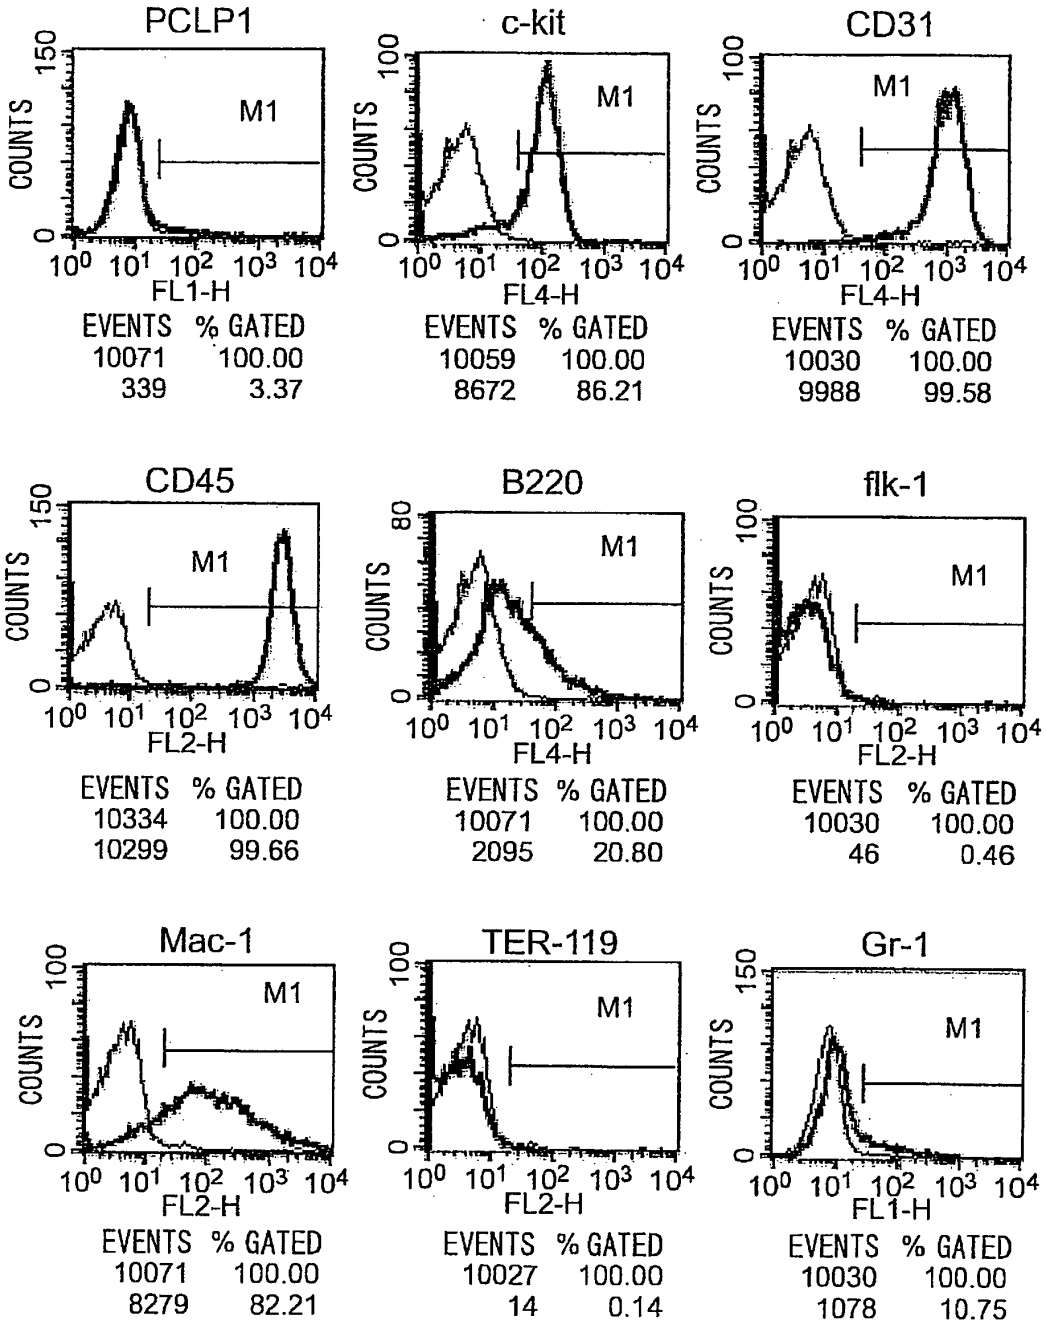 PCLP1
150
COUNTS
0
M1
10⁰ 10¹ 10² 10³ 10⁴
FL1-H
EVENTS % GATED
10071 100.00
339 3.37
c-kit
100
COUNTS
0
M1
10⁰ 10¹ 10² 10³ 10⁴
FL4-H
EVENTS % GATED
10059 100.00
8672 86.21
CD31
100
COUNTS
0
M1
10⁰ 10¹ 10² 10³ 10⁴
FL4-H
EVENTS % GATED
10030 100.00
9988 99.58
CD45
150
COUNTS
0
M1
10⁰ 10¹ 10² 10³ 10⁴
FL2-H
EVENTS % GATED
10334 100.00
10299 99.66
B220
80
COUNTS
0
M1
10⁰ 10¹ 10² 10³ 10⁴
FL4-H
EVENTS % GATED
10071 100.00
2095 20.80
flk-1
100
COUNTS
0
M1
10⁰ 10¹ 10² 10³ 10⁴
FL2-H
EVENTS % GATED
10030 100.00
46 0.46
Mac-1
100
COUNTS
0
M1
10⁰ 10¹ 10² 10³ 10⁴
FL2-H
EVENTS % GATED
10071 100.00
8279 82.21
TER-119
100
COUNTS
0
M1
10⁰ 10¹ 10² 10³ 10⁴
FL2-H
EVENTS % GATED
10027 100.00
14 0.14
Gr-1
150
COUNTS
0
M1
10⁰ 10¹ 10² 10³ 10⁴
FL1-H
EVENTS % GATED
10030 100.00
1078 10.75